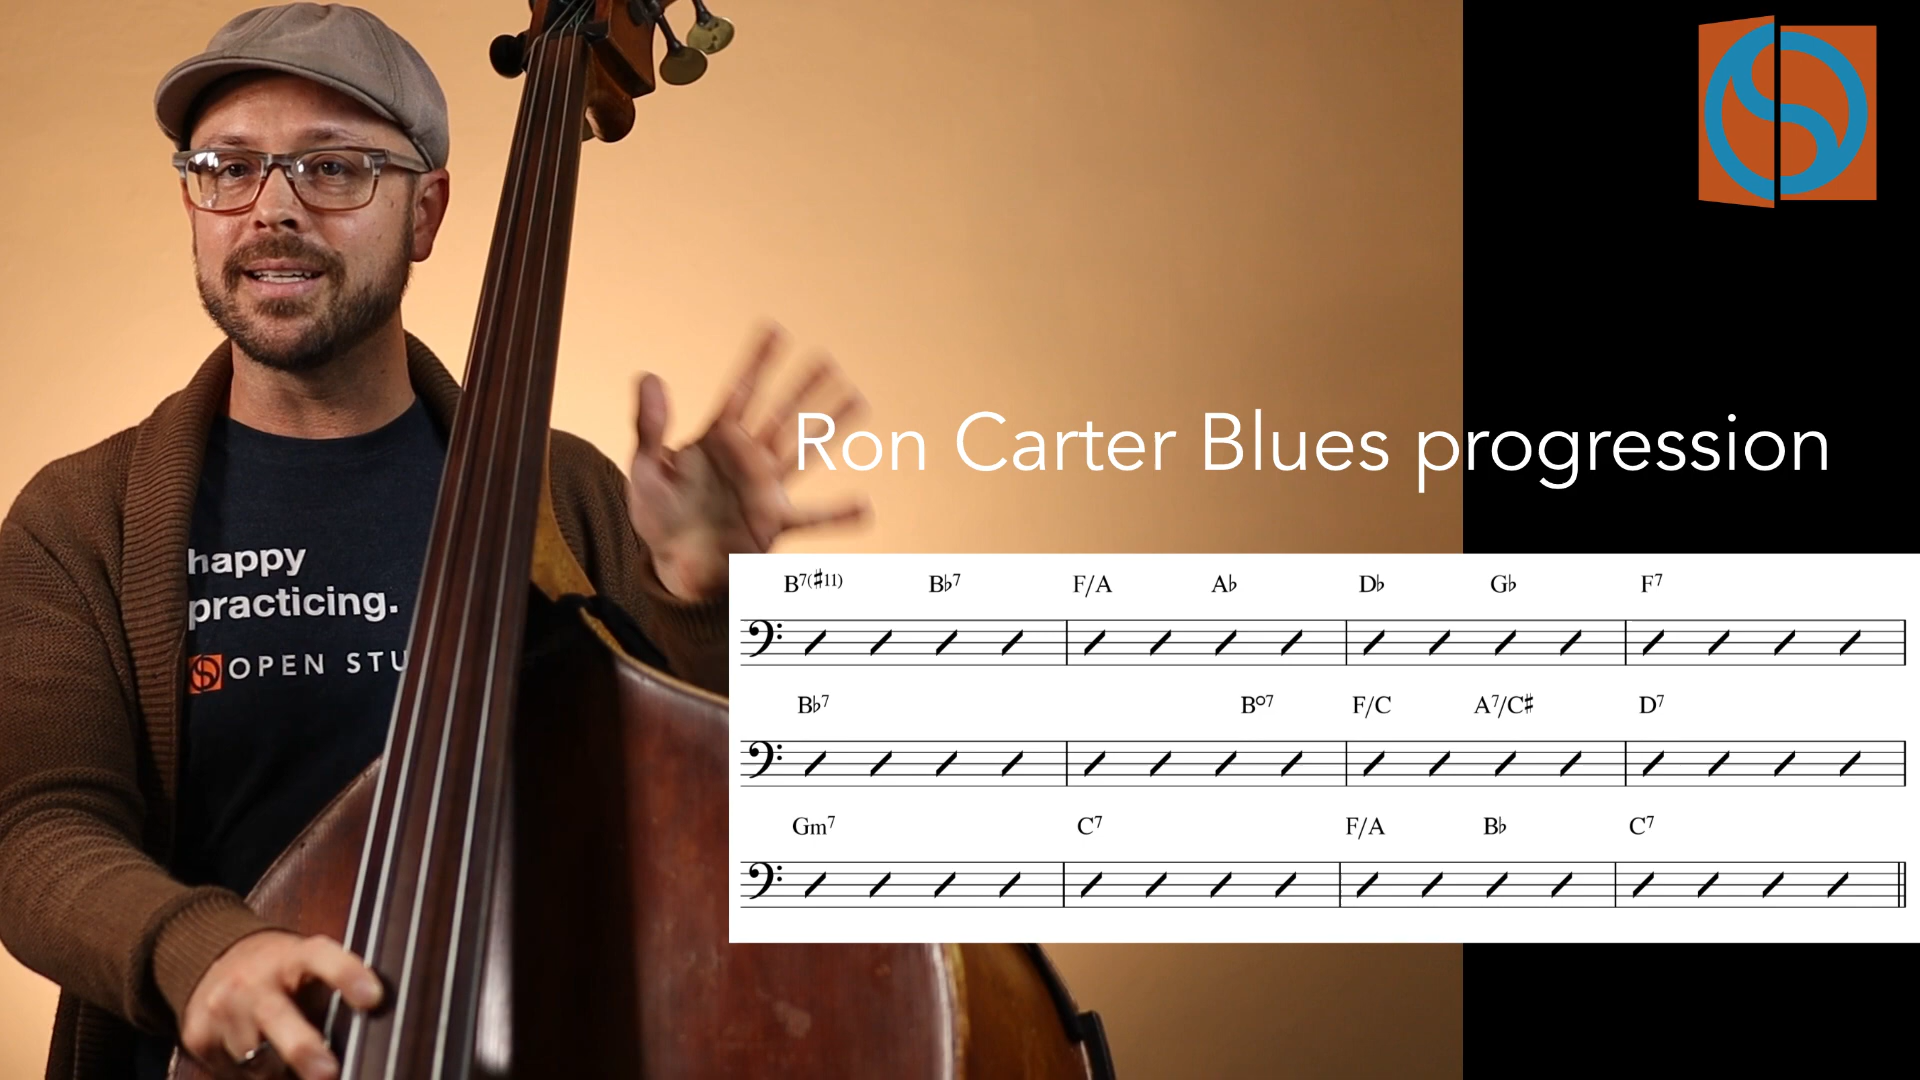 happy
practicing.
OPEN STU
Ron Carter Blues progression
B7(♯11) B♭7 F/A A♭ D♭ G♭ F7
B♭7 B°7 F/C A7/C♯ D7
Gm7 C7 F/A B♭ C7